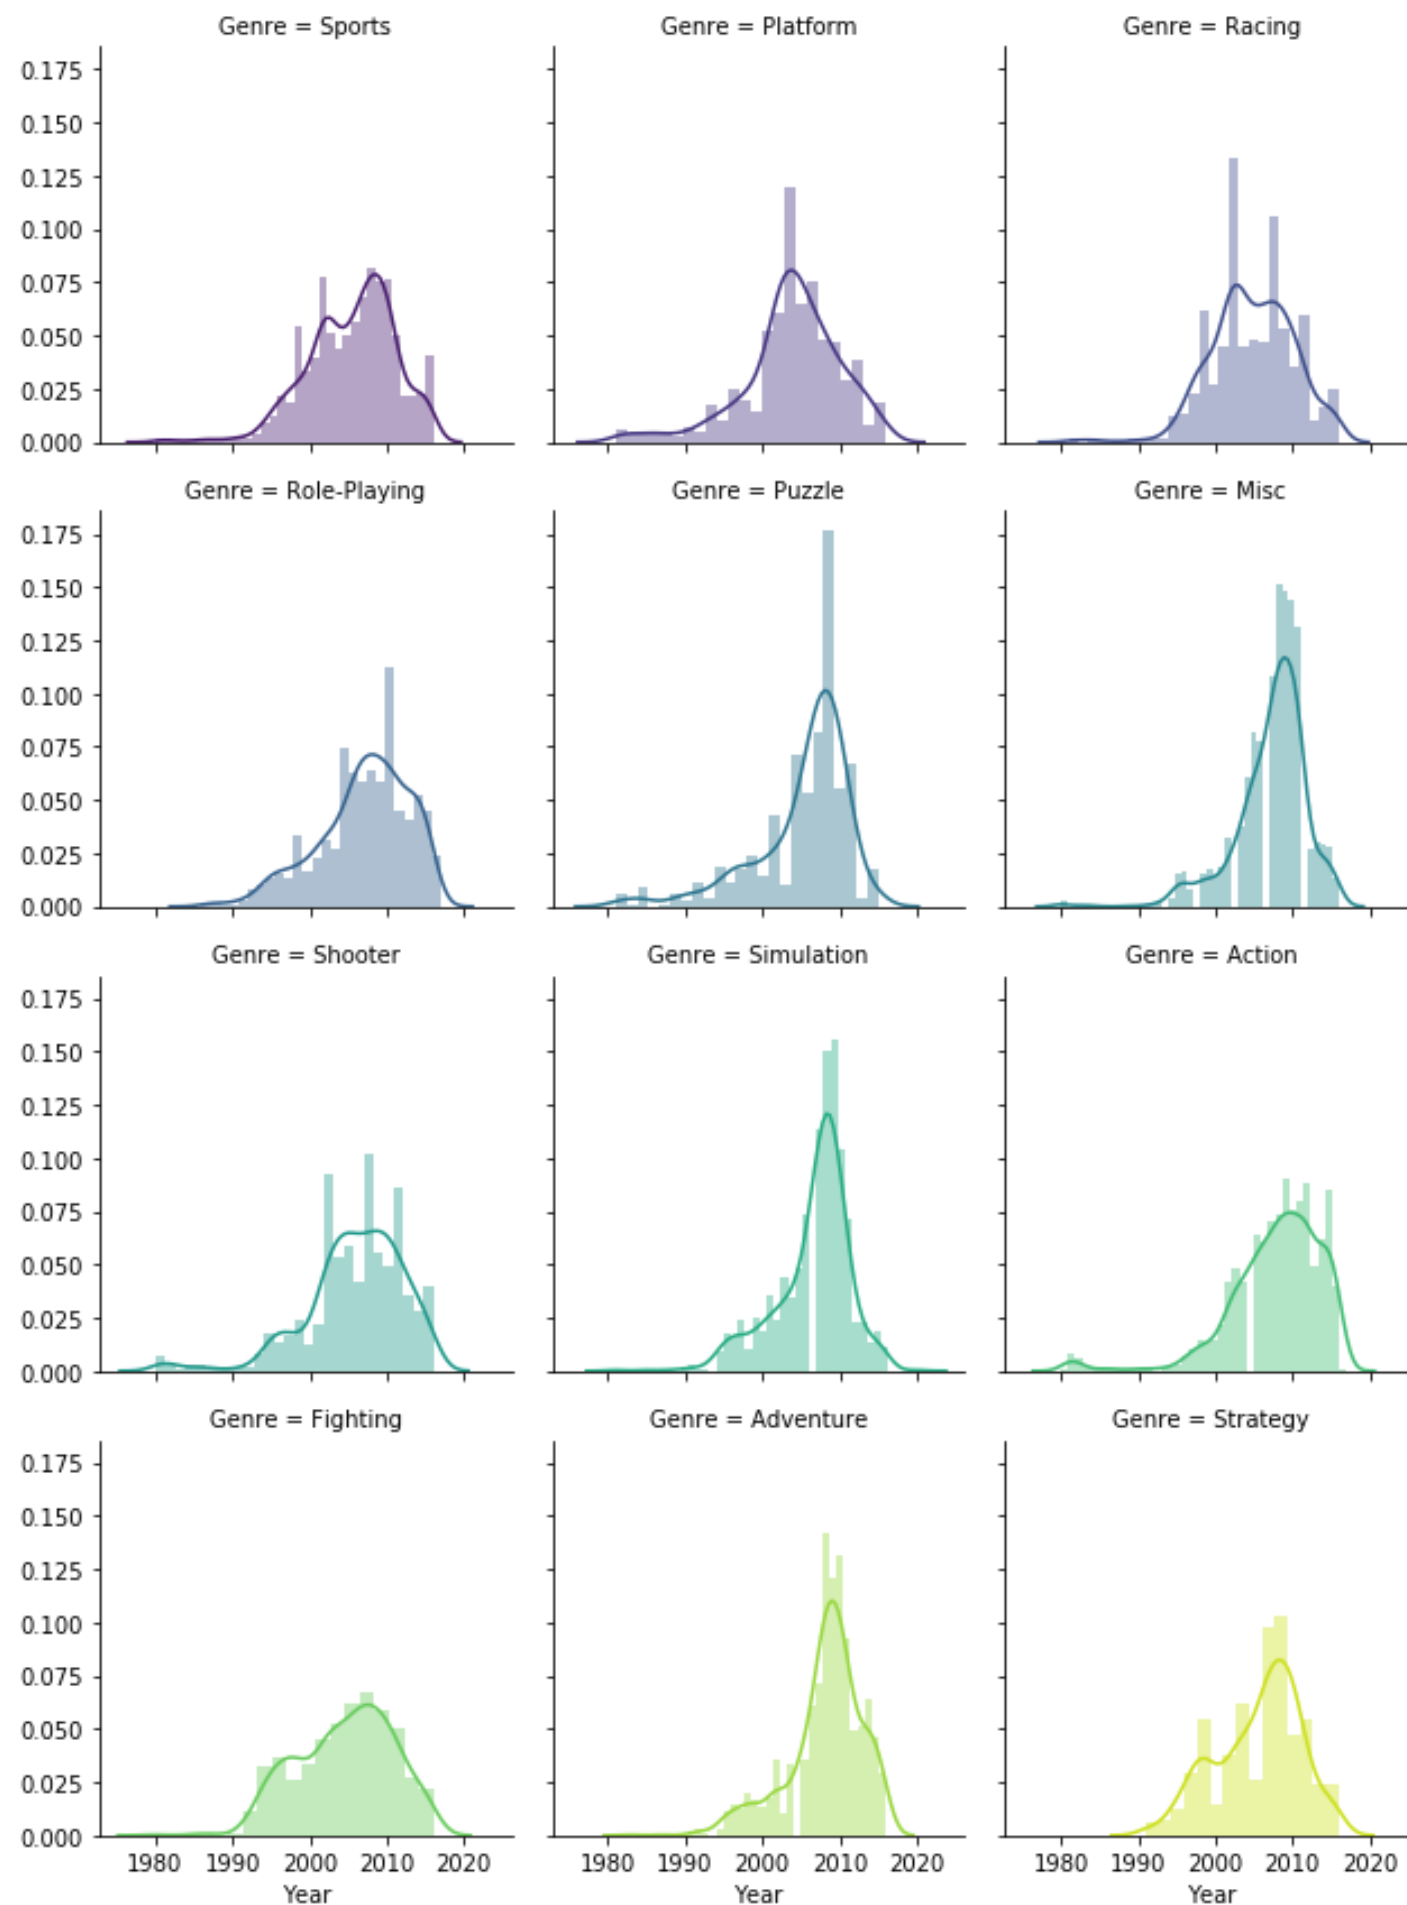 Genre = Sports
Genre = Platform
Genre = Racing
0.175
0.150
0.125
0.100
0.075
0.050
0.025
0.000
Genre = Role-Playing
Genre = Puzzle
Genre = Misc
0.175
0.150
0.125
0.100
0.075
0.050
0.025
0.000
Genre = Shooter
Genre = Simulation
Genre = Action
0.175
0.150
0.125
0.100
0.075
0.050
0.025
0.000
Genre = Fighting
Genre = Adventure
Genre = Strategy
0.175
0.150
0.125
0.100
0.075
0.050
0.025
0.000
1980 1990 2000 2010 2020
1980 1990 2000 2010 2020
1980 1990 2000 2010 2020
Year
Year
Year